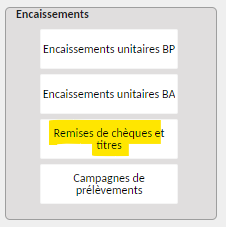 Encaissements
Encaissements unitaires BP
Encaissements unitaires BA
Remises de chèques et
titres
Campagnes de
prélèvements